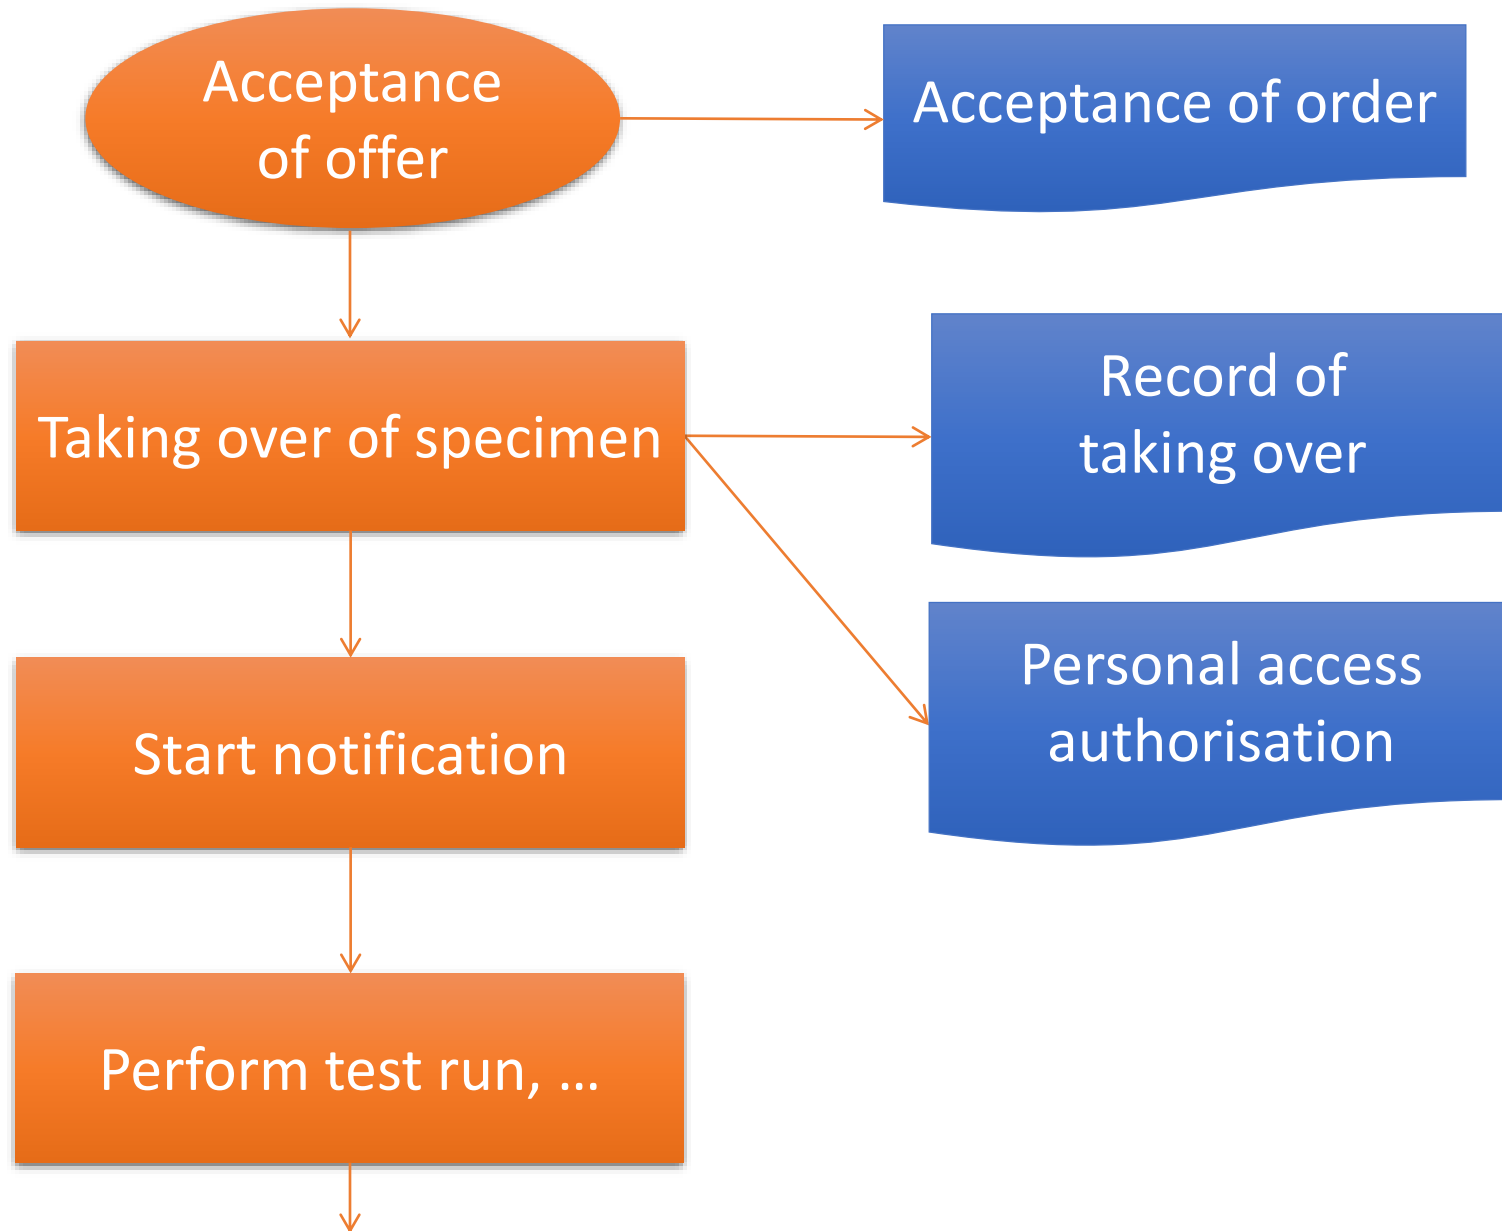 Acceptance
of offer
Acceptance of order
Taking over of specimen
Record of
taking over
Start notification
Personal access
authorisation
Perform test run, ...